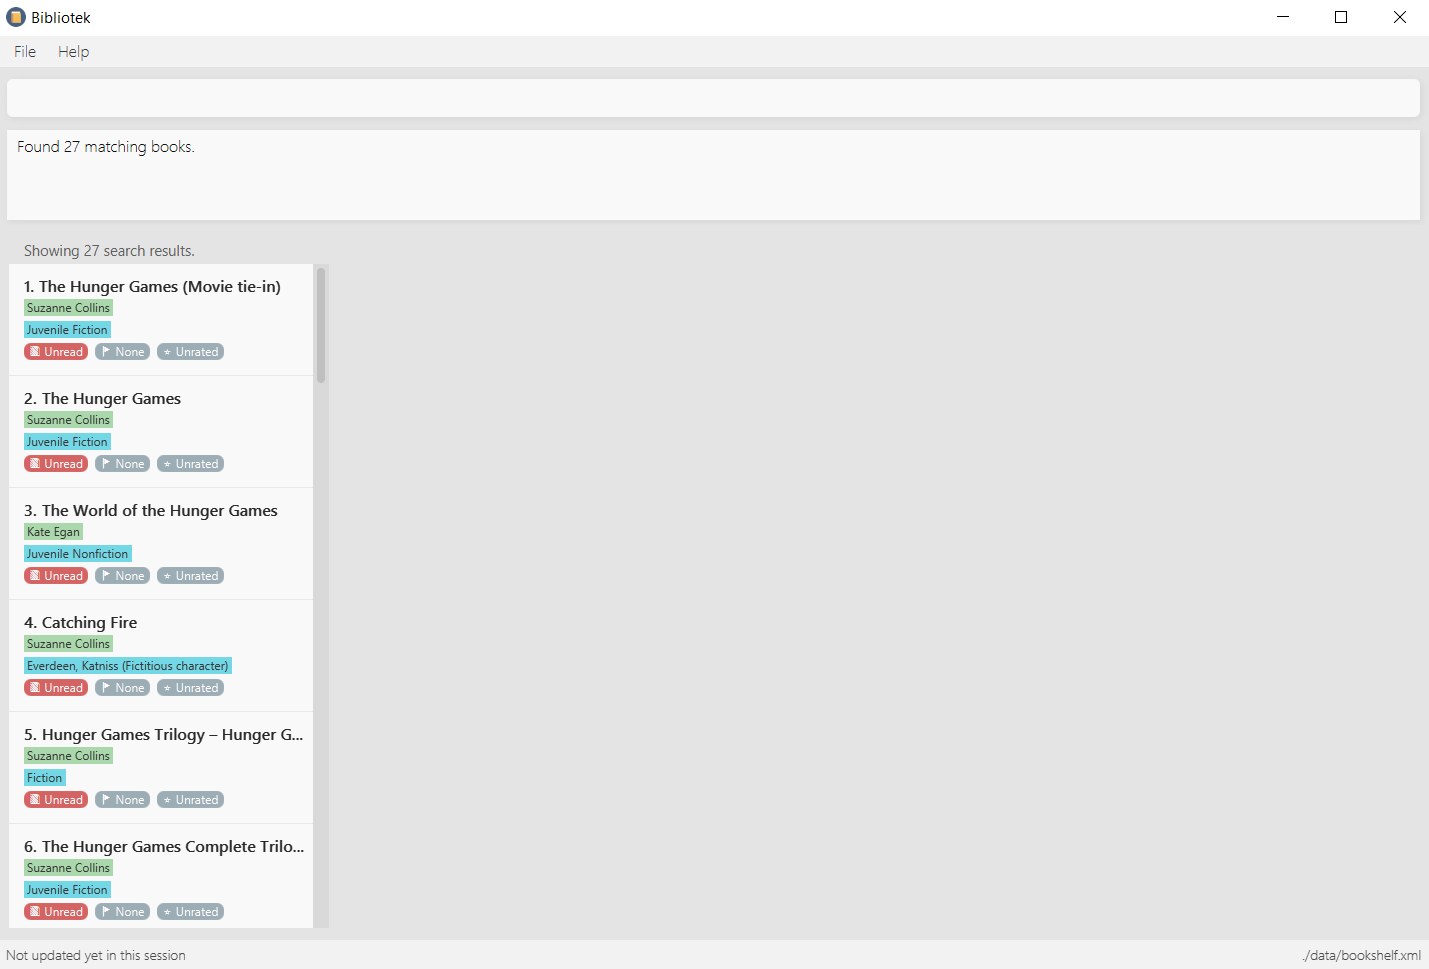 Bibliotek
File Help
Found 27 matching books.
Showing 27 search results.
1. The Hunger Games (Movie tie-in)
Suzanne Collins
Juvenile Fiction
Unread None Unrated
2. The Hunger Games
Suzanne Collins
Juvenile Fiction
Unread None Unrated
3. The World of the Hunger Games
Kate Egan
Juvenile Nonfiction
Unread None Unrated
4. Catching Fire
Suzanne Collins
Everdeen, Katniss (Fictitious character)
Unread None Unrated
5. Hunger Games Trilogy – Hunger G...
Suzanne Collins
Fiction
Unread None Unrated
6. The Hunger Games Complete Trilo...
Suzanne Collins
Juvenile Fiction
Unread None Unrated
Not updated yet in this session ./data/bookshelf.xml